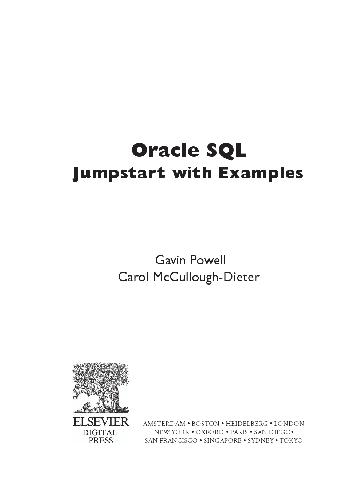 Oracle SQL
Jumpstart with Examples
Gavin Powell
Carol McCullough-Dieter
ELSEVIER
DIGITAL
PRESS
AMSTERDAM • BOSTON • HEIDELBERG • LONDON
NEW YORK • OXFORD • PARIS • SAN DIEGO
SAN FRANCISCO • SINGAPORE • SYDNEY • TOKYO